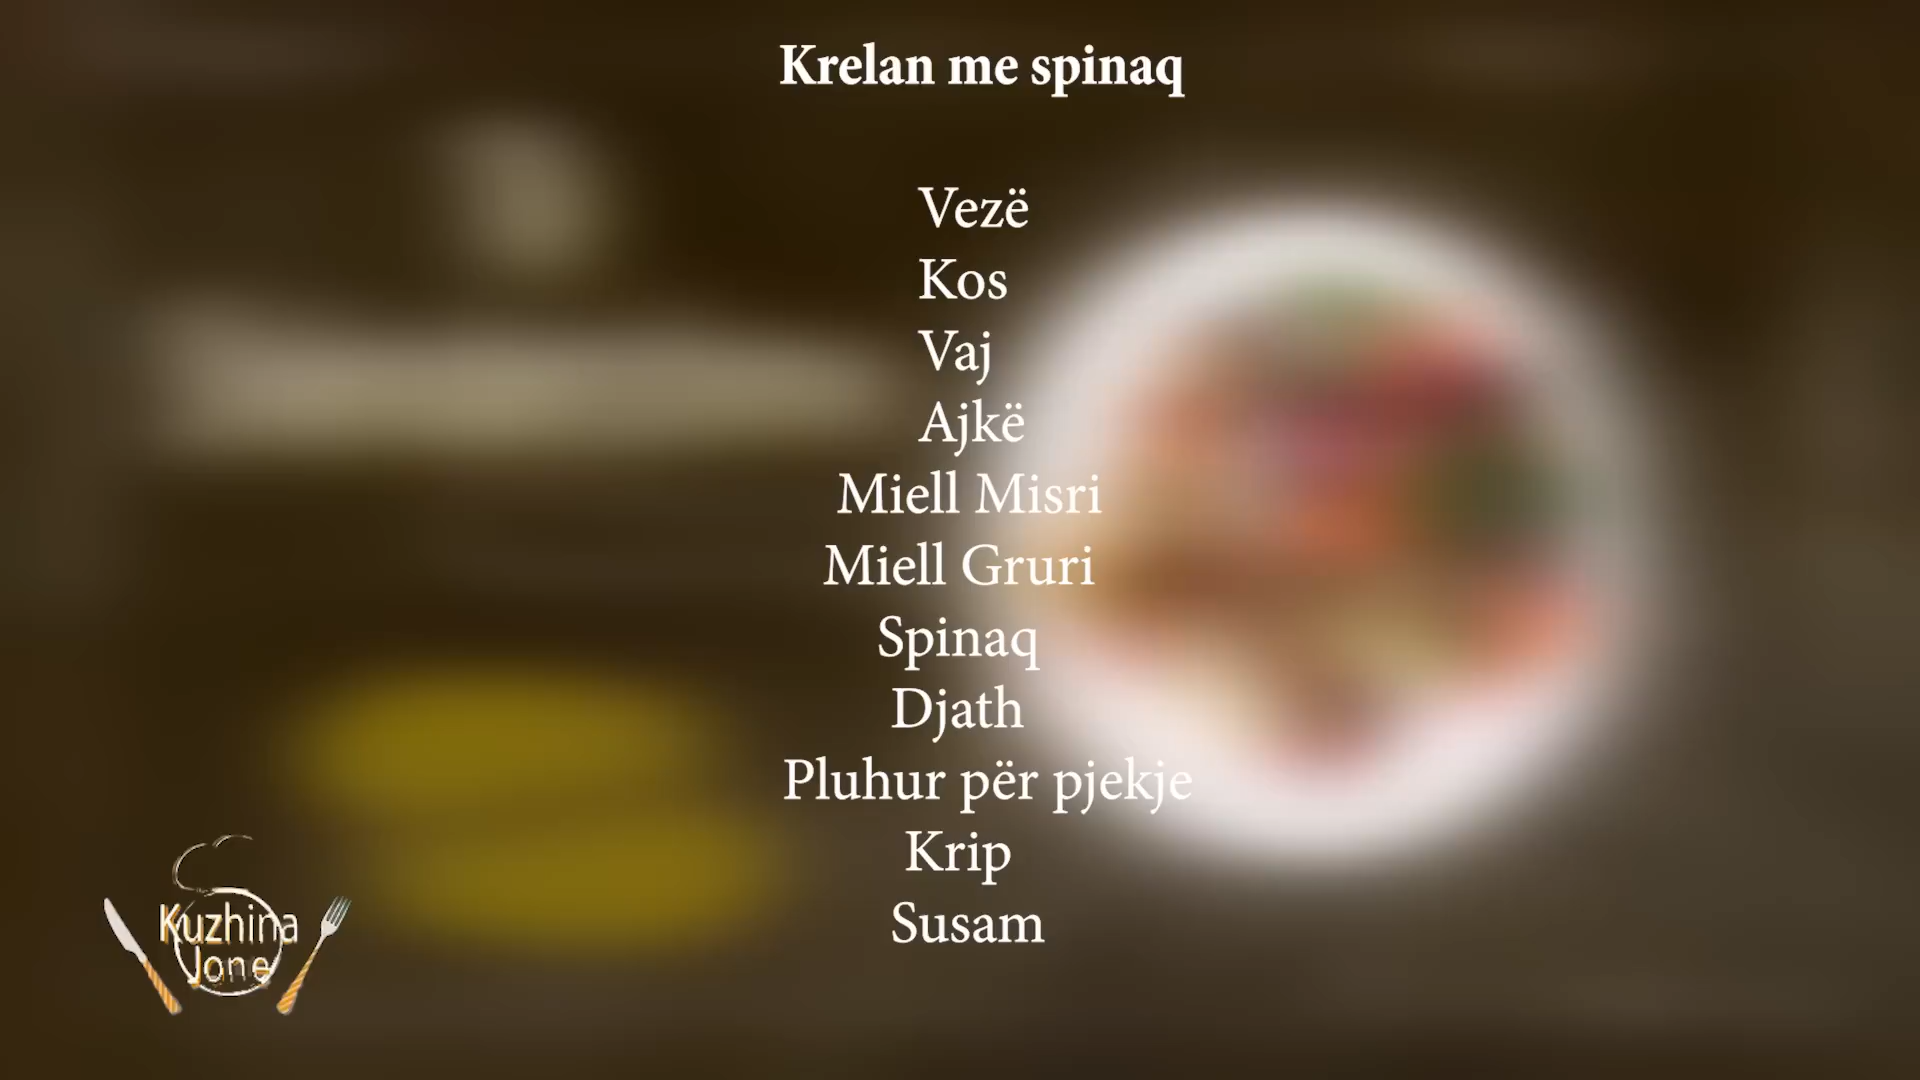 Krelan me spinaq
Vezë
Kos
Vaj
Ajkë
Miell Misri
Miell Gruri
Spinaq
Djath
Pluhur për pjekje
Krip
Susam
Kuzhina
Jone